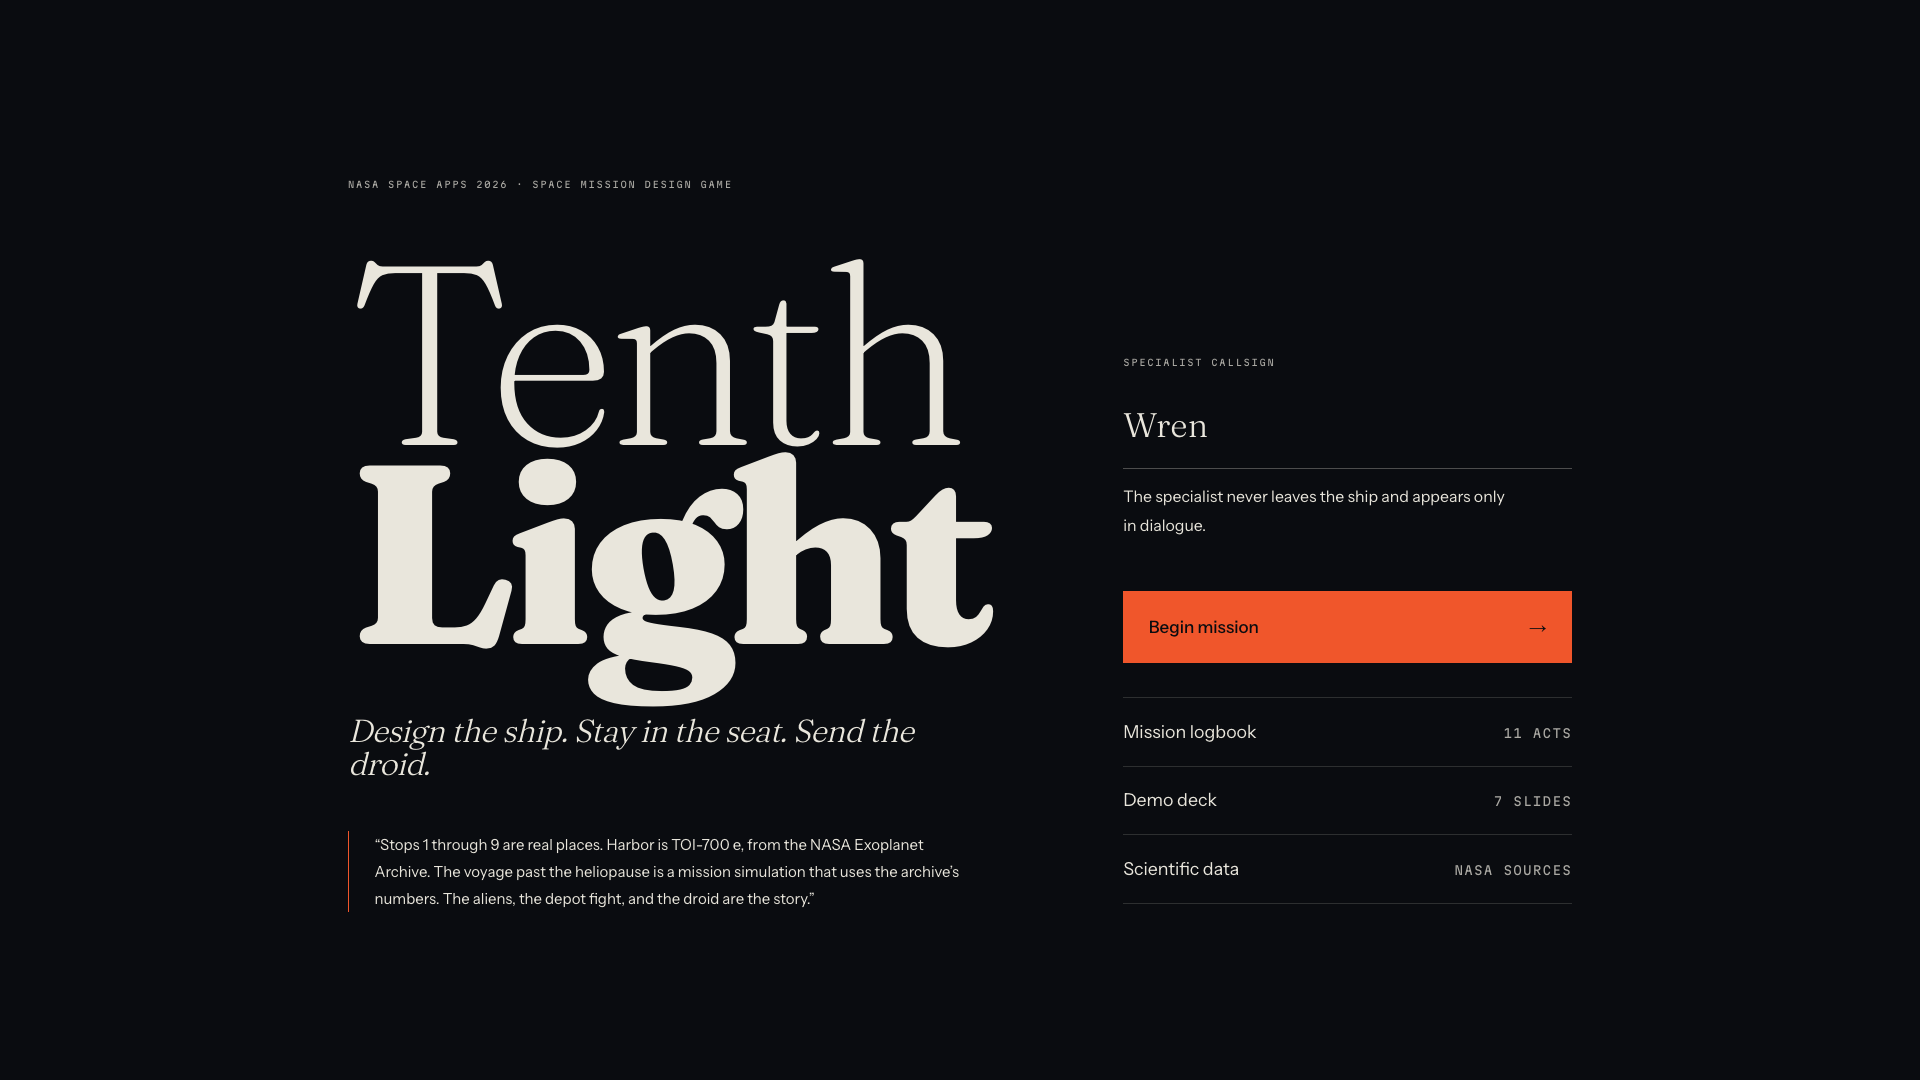 NASA SPACE APPS 2026 · SPACE MISSION DESIGN GAME
Tenth
Light
Design the ship. Stay in the seat. Send the
droid.
“Stops 1 through 9 are real places. Harbor is TOI-700 e, from the NASA Exoplanet
Archive. The voyage past the heliopause is a mission simulation that uses the archive’s
numbers. The aliens, the depot fight, and the droid are the story.”
SPECIALIST CALLSIGN
Wren
The specialist never leaves the ship and appears only
in dialogue.
Begin mission →
Mission logbook 11 ACTS
Demo deck 7 SLIDES
Scientific data NASA SOURCES